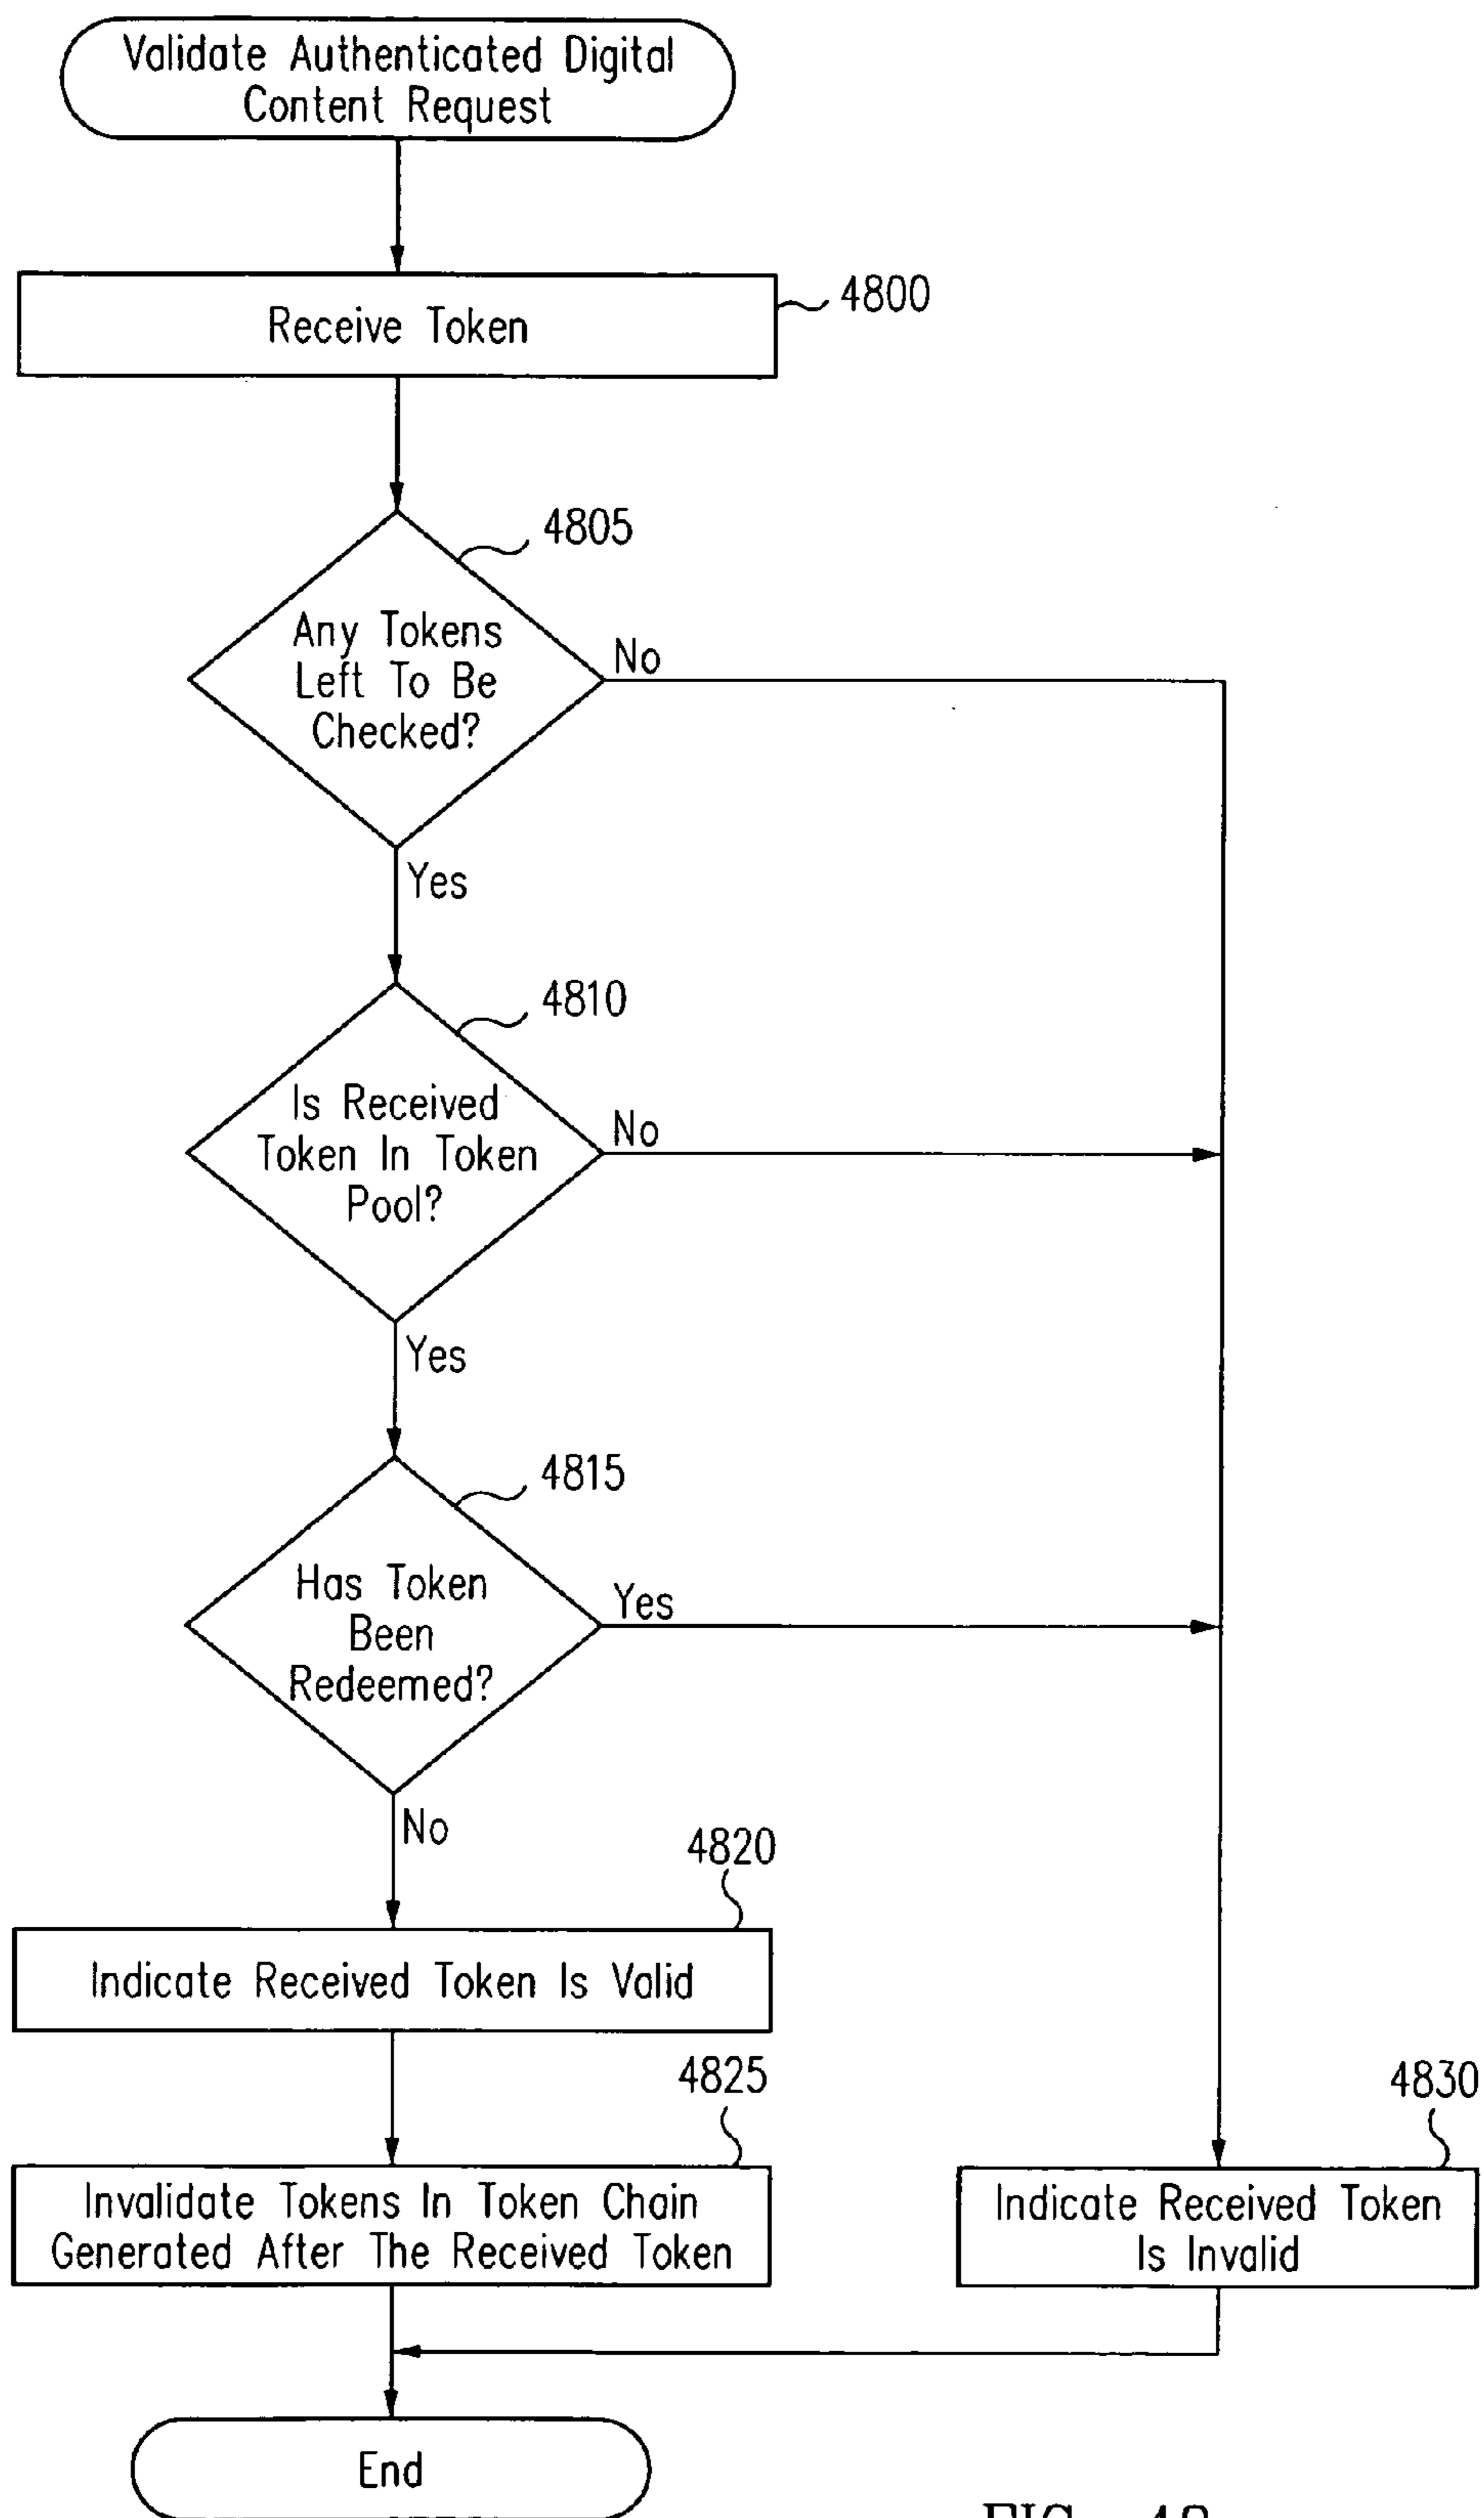 Validate Authenticated Digital
Content Request
Receive Token
4800
4805
Any Tokens
Left To Be
Checked?
No
Yes
4810
Is Received
Token In Token
Pool?
No
Yes
4815
Has Token
Been
Redeemed?
Yes
No
4820
Indicate Received Token Is Valid
4825
Invalidate Tokens In Token Chain
Generated After The Received Token
4830
Indicate Received Token
Is Invalid
End